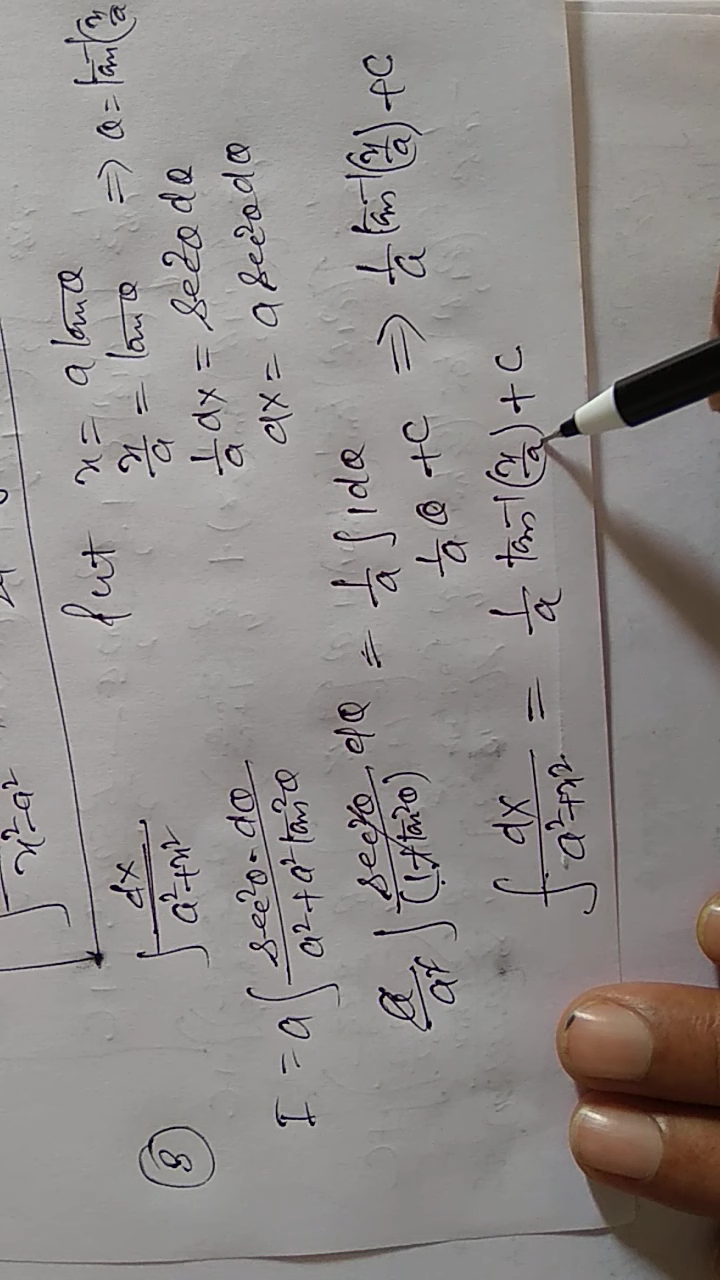 ∫ x²-a²
③ ∫ dx/(a²+x²) put x = a tanθ
x/a = tanθ ⇒ θ = tan⁻¹(x/a
1/a dx = sec²θ dθ
dx = a sec²θ dθ
I = a ∫ sec²θ·dθ/(a²+a² tan²θ)
a/a² ∫ sec²θ/(1+tan²θ) dθ = 1/a ∫ 1 dθ
1/a θ + C ⇒ 1/a tan⁻¹(x/a) + C
∫ dx/(a²+x²) = 1/a tan⁻¹(x/a) + C